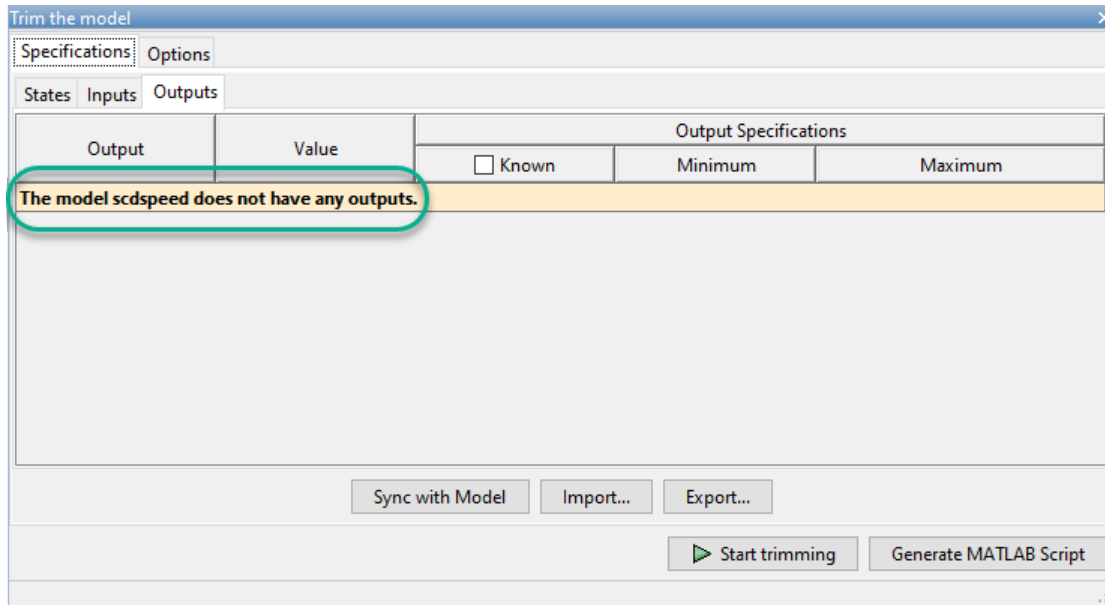 Trim the model
Specifications Options
States Inputs Outputs
Output Value Output Specifications
Known Minimum Maximum
The model scdspeed does not have any outputs.
Sync with Model Import... Export...
Start trimming Generate MATLAB Script